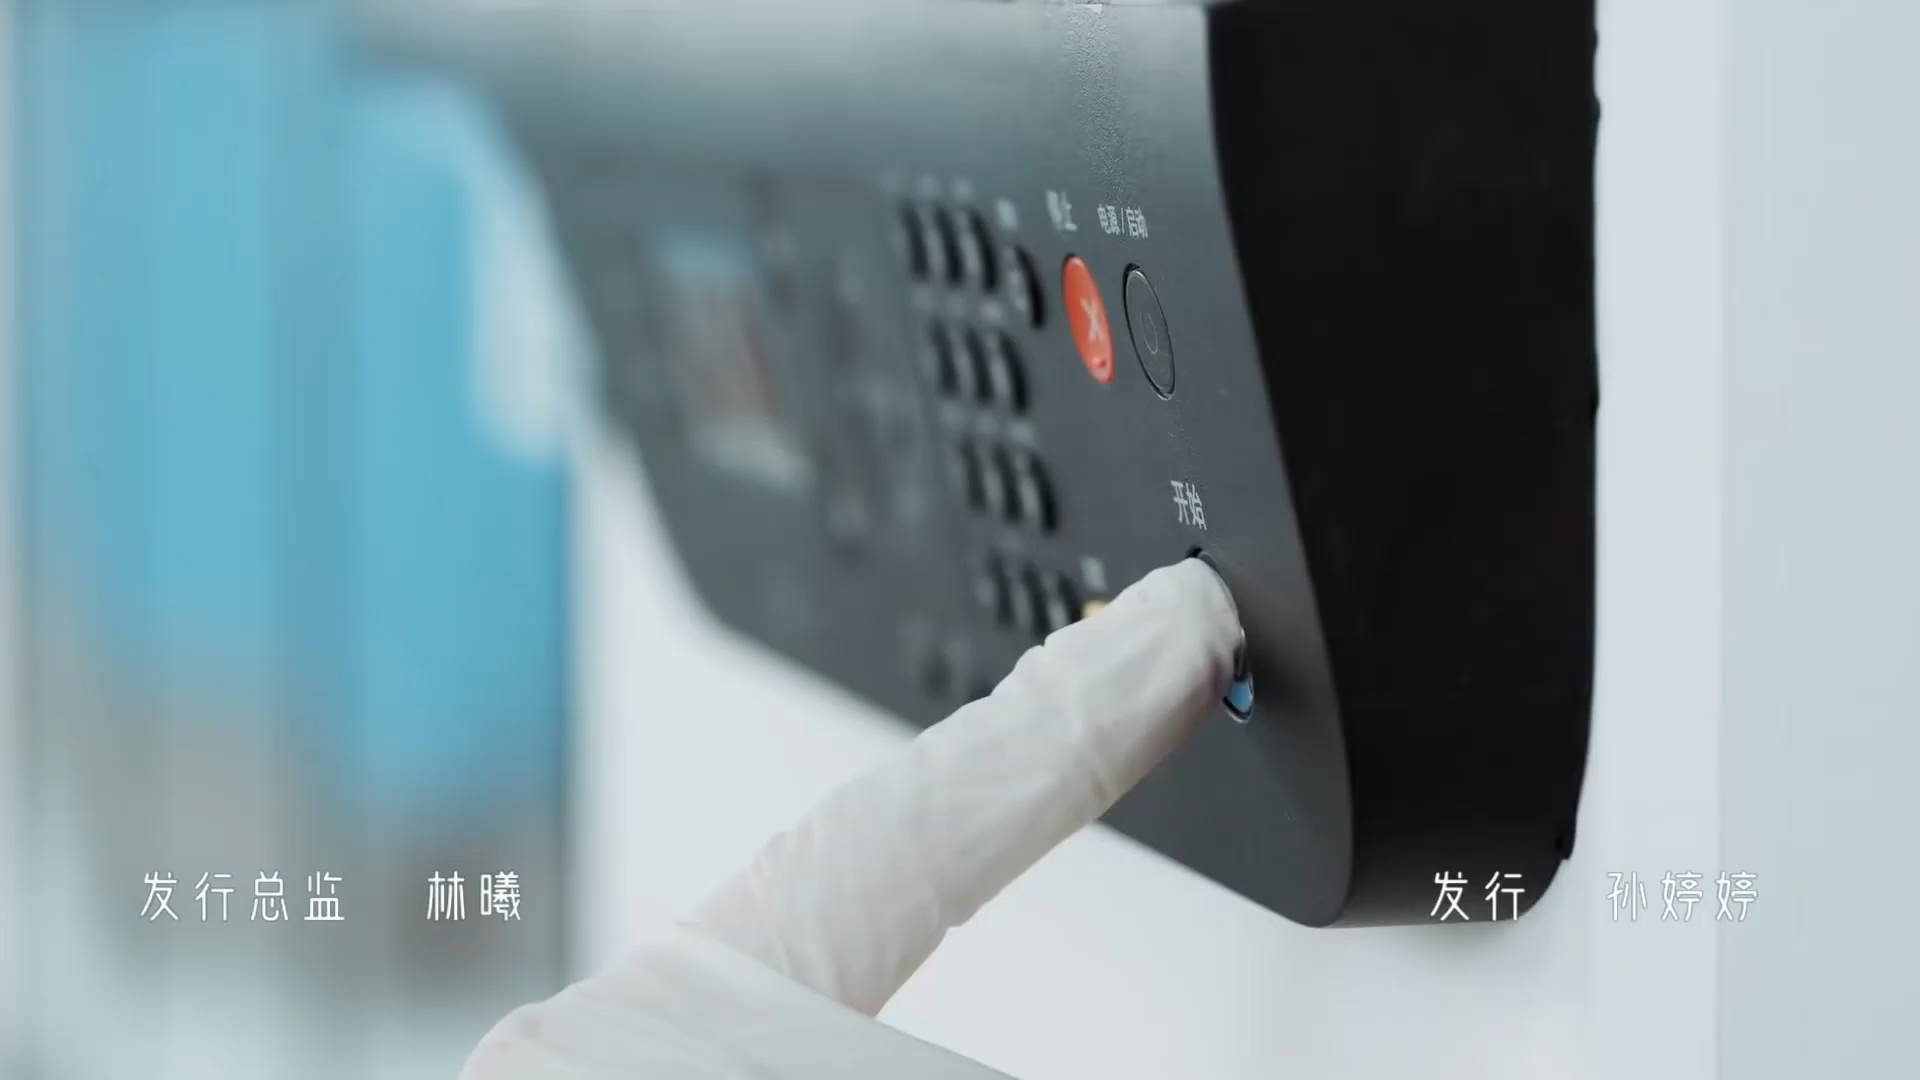 停止
电源/启动
开始
发行总监 林曦
发行 孙婷婷